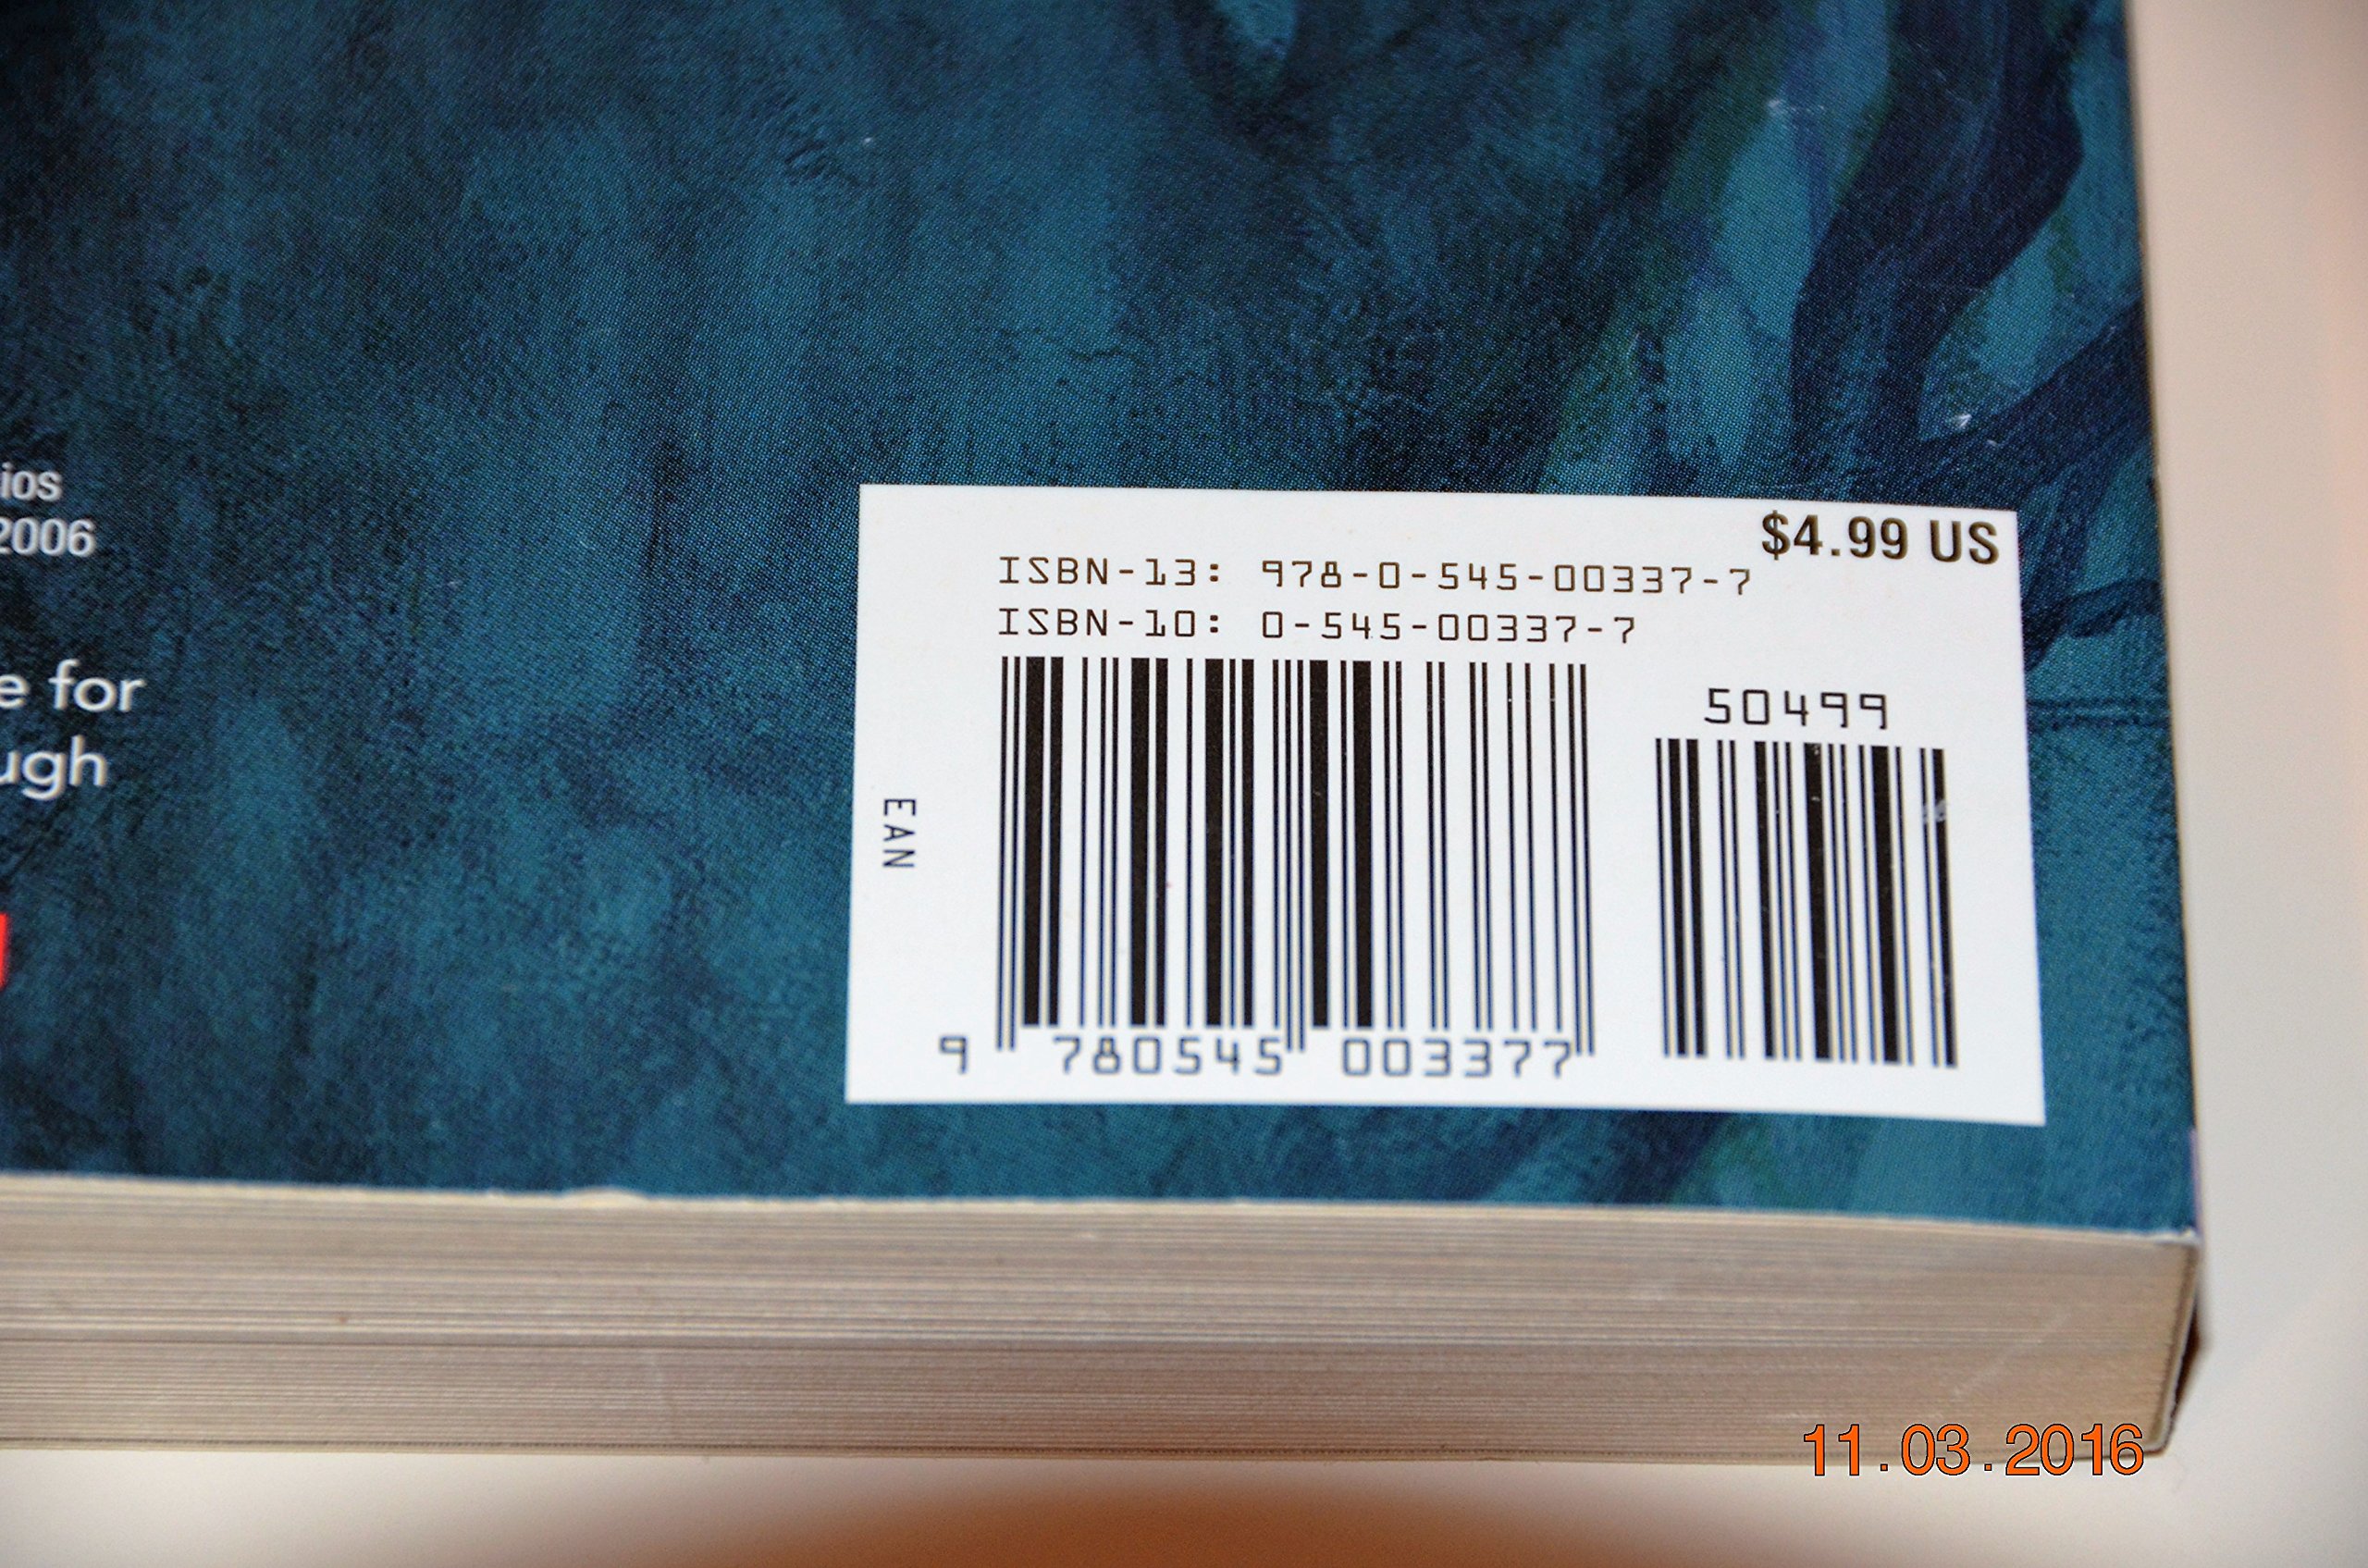 ios
2006
e for
ugh
$4.99 US
ISBN-13: 978-0-545-00337-7
ISBN-10: 0-545-00337-7
50499
EAN
9 780545 003377
11.03.2016